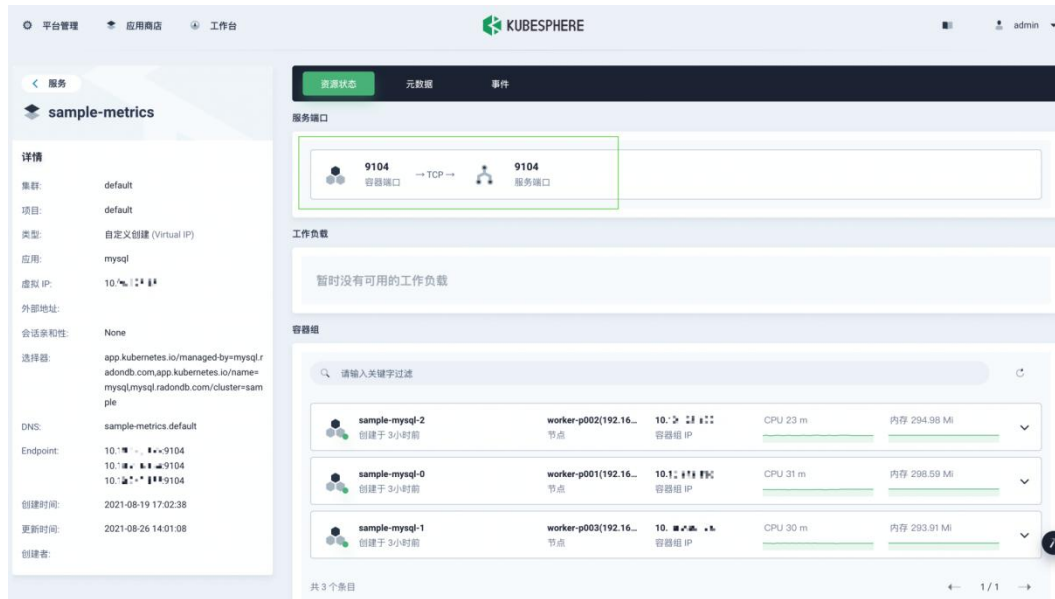 平台管理 应用商店 工作台 KUBESPHERE admin
服务
sample-metrics
详情
集群: default
项目: default
类型: 自定义创建 (Virtual IP)
应用: mysql
虚拟 IP:
外部地址:
会话亲和性: None
选择器: app.kubernetes.io/managed-by=mysql.r
adondb.com,app.kubernetes.io/name=
mysql,mysql.radondb.com/cluster=sam
ple
DNS: sample-metrics.default
Endpoint: :9104
:9104
:9104
创建时间: 2021-08-19 17:02:38
更新时间: 2021-08-26 14:01:08
创建者:
资源状态 元数据 事件
服务端口
9104 →TCP→ 9104
容器端口 服务端口
工作负载
暂时没有可用的工作负载
容器组
请输入关键字过滤
sample-mysql-2 worker-p002(192.16... CPU 23 m 内存 294.98 Mi
创建于 3小时前 节点 容器组 IP
sample-mysql-0 worker-p001(192.16... CPU 31 m 内存 298.59 Mi
创建于 3小时前 节点 容器组 IP
sample-mysql-1 worker-p003(192.16... CPU 30 m 内存 293.91 Mi
创建于 3小时前 节点 容器组 IP
共 3 个条目 ← 1/1 →